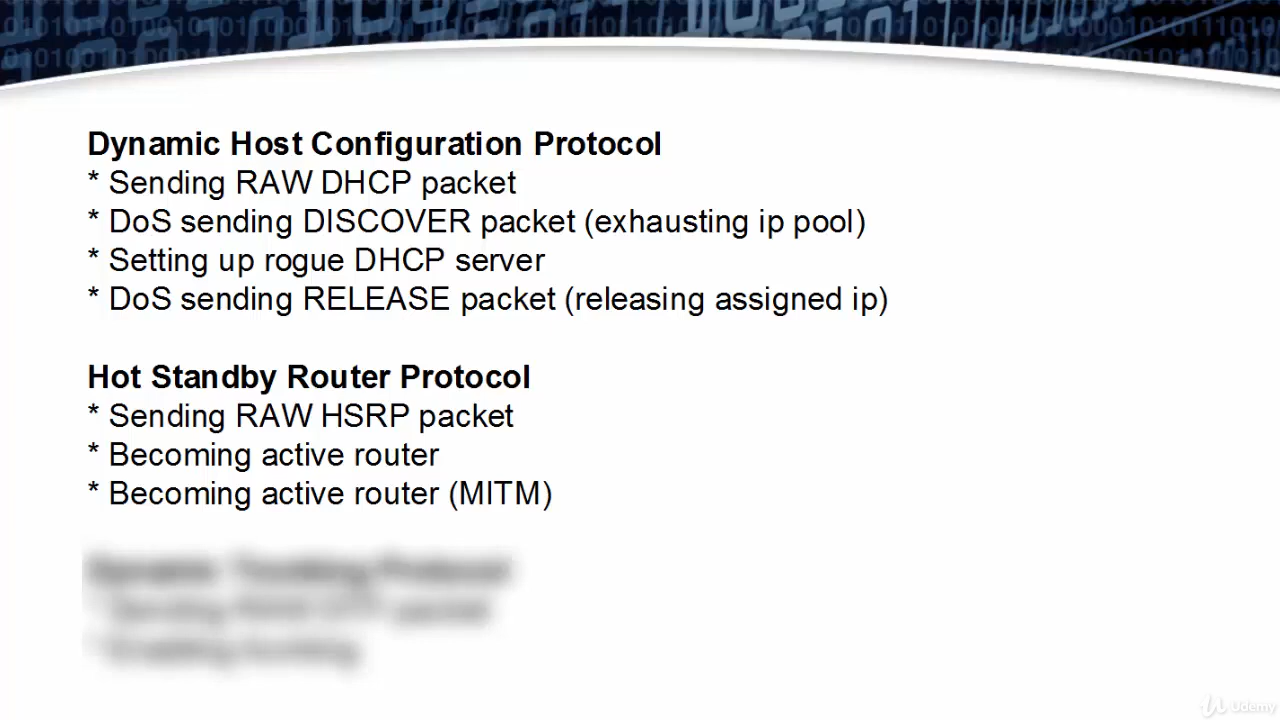 Dynamic Host Configuration Protocol
* Sending RAW DHCP packet
* DoS sending DISCOVER packet (exhausting ip pool)
* Setting up rogue DHCP server
* DoS sending RELEASE packet (releasing assigned ip)
Hot Standby Router Protocol
* Sending RAW HSRP packet
* Becoming active router
* Becoming active router (MITM)
Udemy